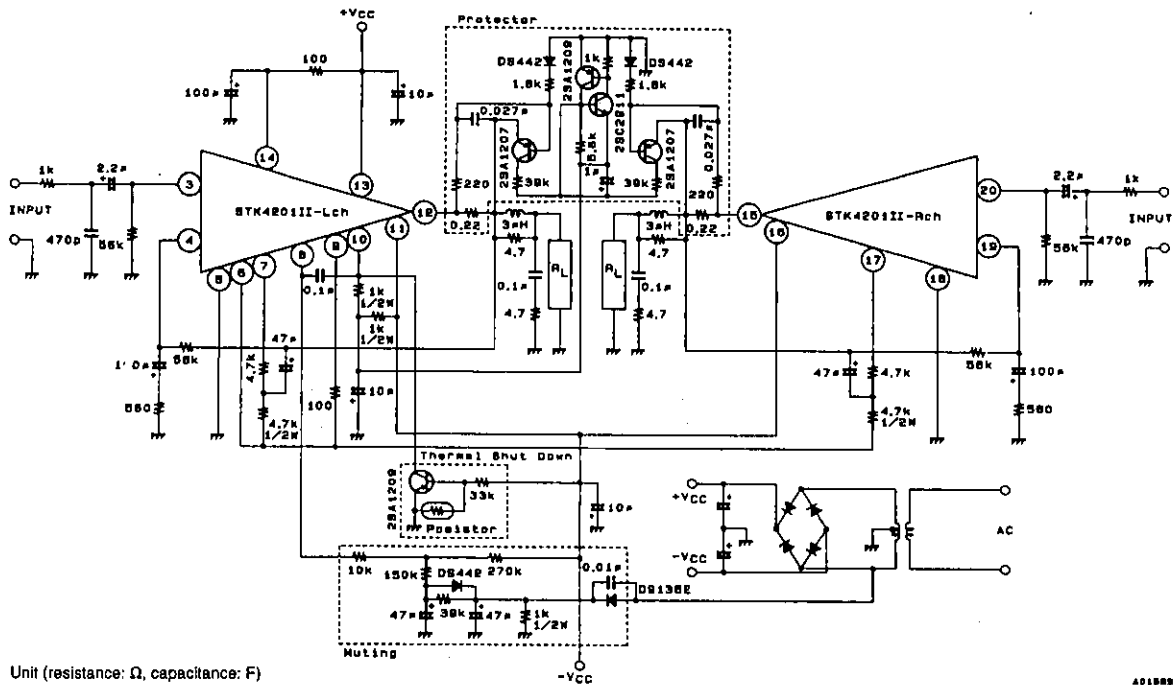 +Vcc
Protector
100
DS442
1k
DS442
2SA1209
1.8k
1.8k
100μ
10μ
0.027μ
2SC2911
0.027μ
2SA1207
2SA1207
5.6k
1μ
14
13
1k
2.2μ
3
39k
39k
220
220
20
2.2μ
1k
INPUT
STK4201II-Lch
12
0.22
3μH
3μH
0.22
15
STK4201II-Rch
INPUT
470p
56k
4
11
16
19
56k
470p
10
9
8
4.7
4.7
RL
RL
7
6
5
17
18
0.1μ
1k
1/2W
0.1μ
0.1μ
1k
1/2W
4.7
4.7
56k
47μ
56k
4.7k
47μ
4.7k
100μ
560
100
10μ
560
4.7k
1/2W
4.7k
1/2W
Thermal Shut Down
2SA1209
33k
Posistor
10μ
+Vcc
AC
-Vcc
10k
270k
0.01μ
150k
DS442
DS135E
47μ
39k
47μ
1k
1/2W
Muting
-Vcc
Unit (resistance: Ω, capacitance: F)